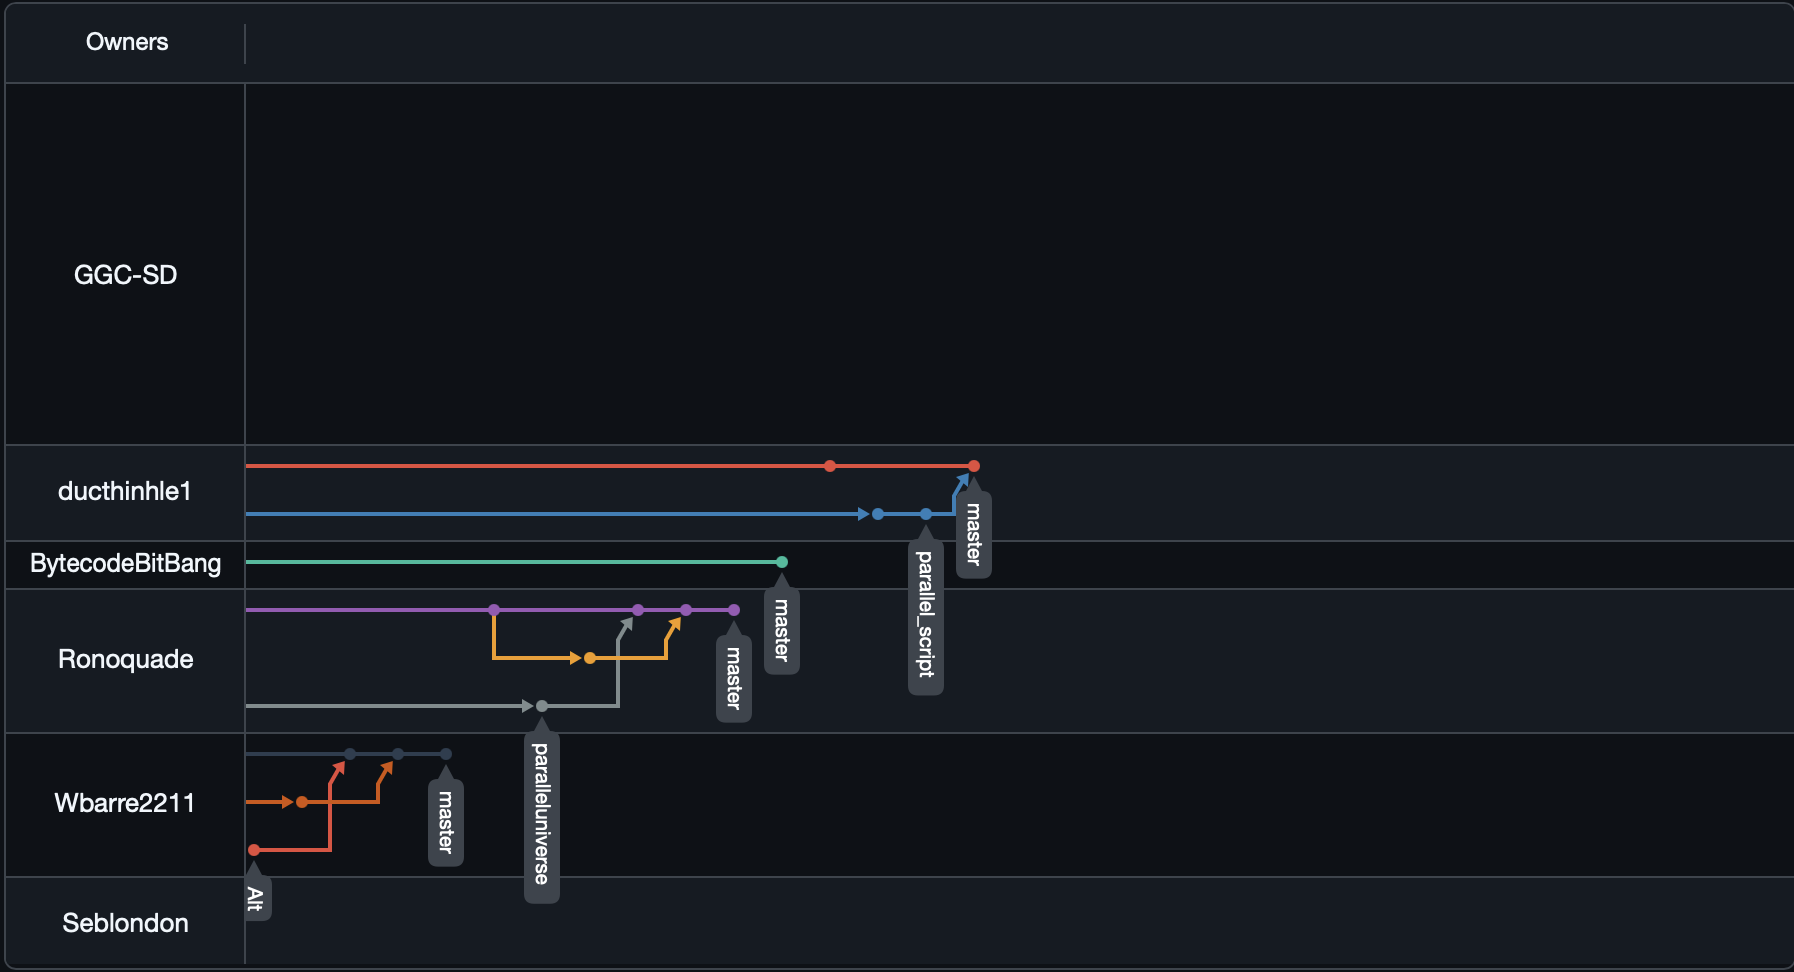 Owners
GGC-SD
ducthinhle1
master
parallel_script
BytecodeBitBang
master
Ronoquade
master
paralleluniverse
Wbarre2211
master
Alt
Seblondon